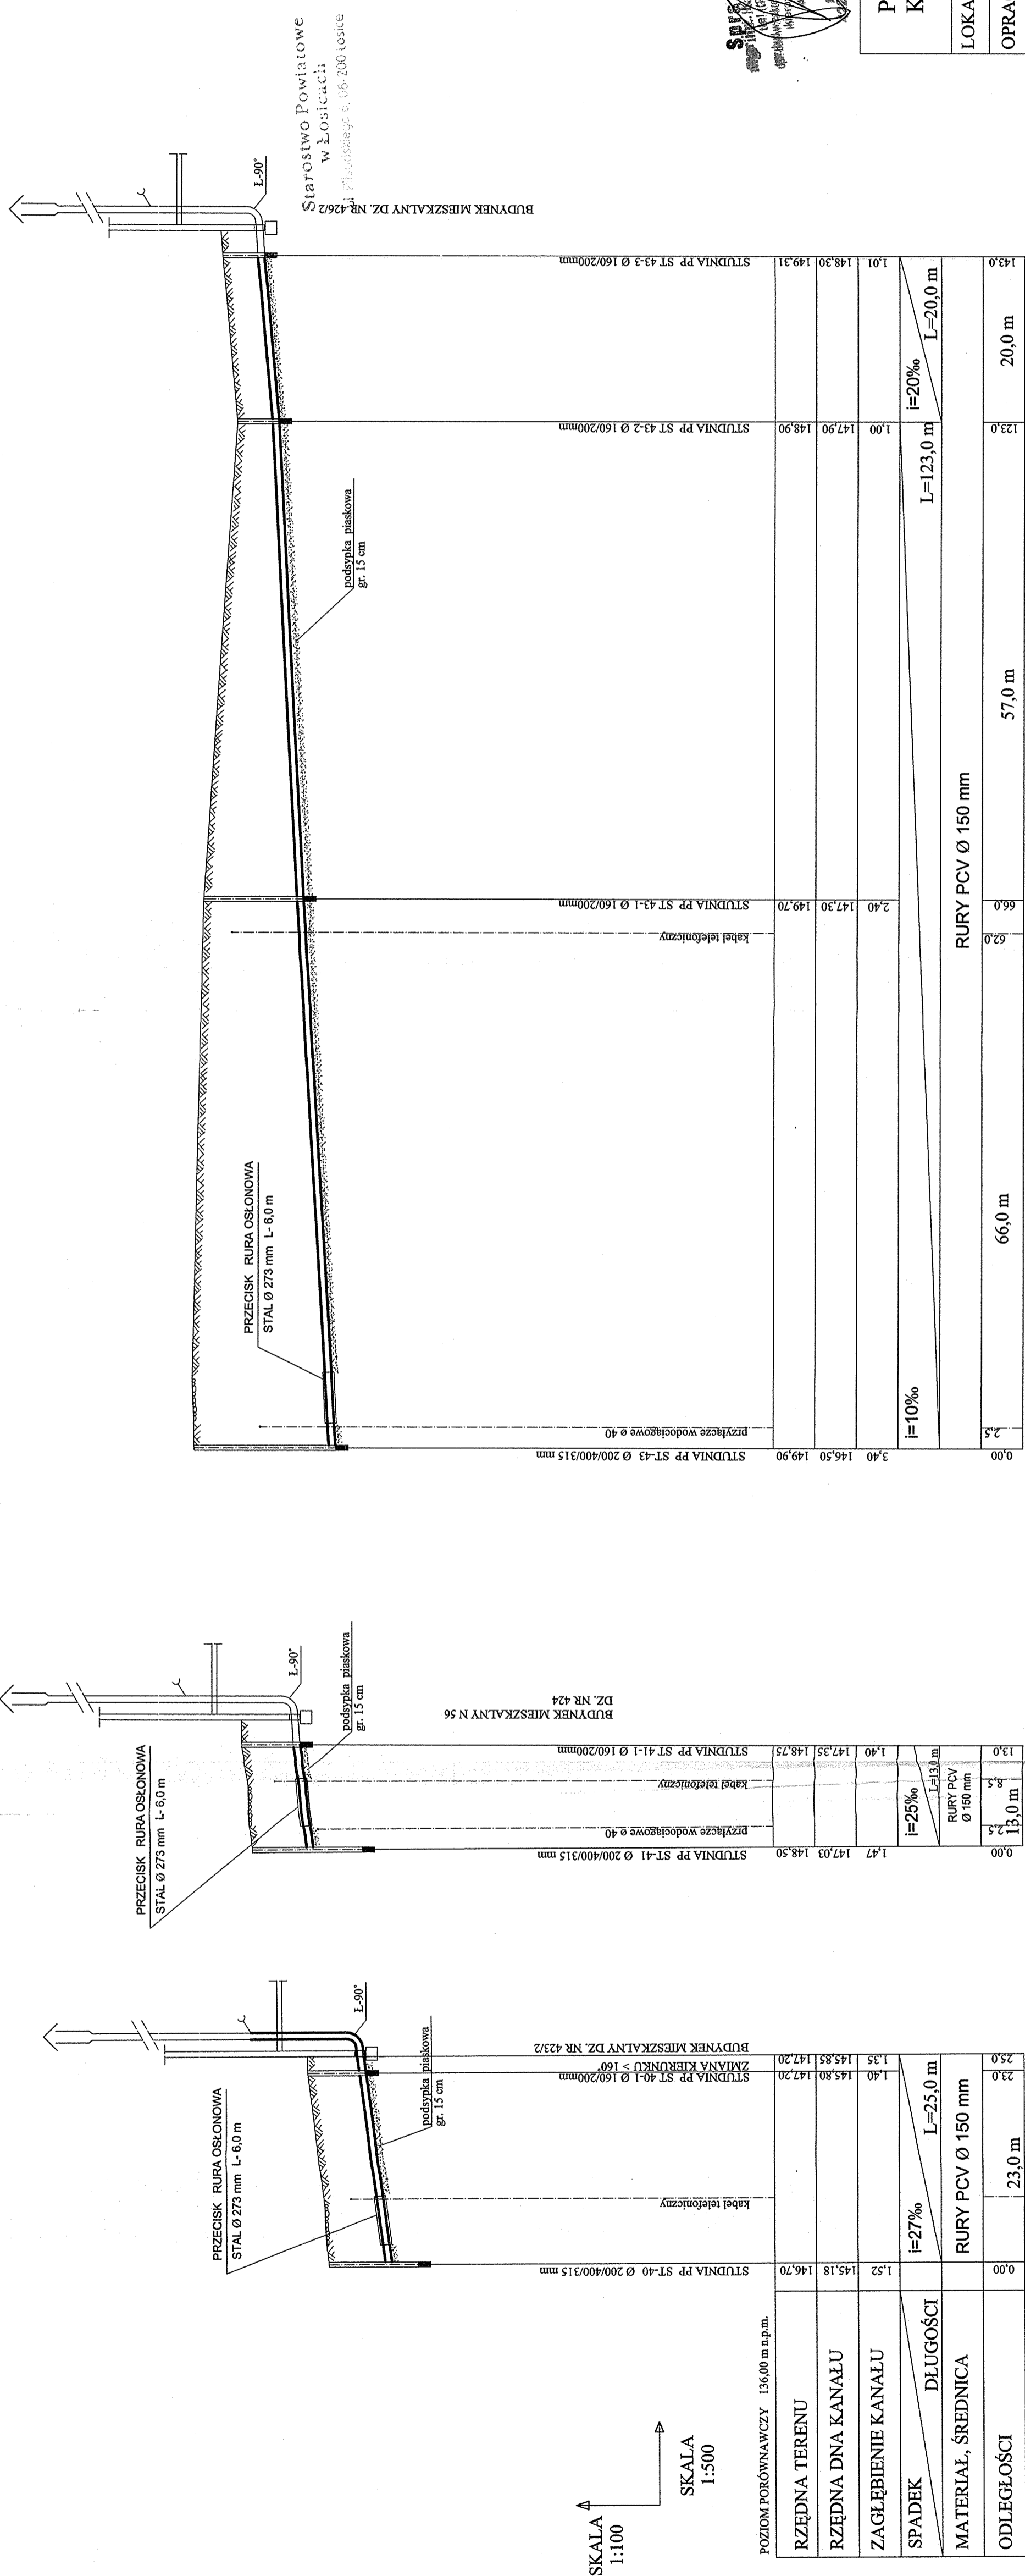 PRZECISK RURA OSŁONOWA
STAL Ø 273 mm L- 6,0 m
Ł-90°
podsypka piaskowa
gr. 15 cm
PRZECISK RURA OSŁONOWA
STAL Ø 273 mm L- 6,0 m
Ł-90°
podsypka piaskowa
gr. 15 cm
PRZECISK RURA OSŁONOWA
STAL Ø 273 mm L- 6,0 m
podsypka piaskowa
gr. 15 cm
Ł-90°
Starostwo Powiatowe
w Łosicach
08-200 Łosice
SKALA
1:100
SKALA
1:500
STUDNIA PP ST-40 Ø 200/400/315 mm
kabel telefoniczny
STUDNIA PP ST 40-1 Ø 160/200mm
ZMIANA KIERUNKU > 160°
BUDYNEK MIESZKALNY DZ. NR 423/2
STUDNIA PP ST-41 Ø 200/400/315 mm
przyłącze wodociągowe ø 40
kabel telefoniczny
STUDNIA PP ST 41-1 Ø 160/200mm
BUDYNEK MIESZKALNY N 56
DZ. NR 424
STUDNIA PP ST-43 Ø 200/400/315 mm
przyłącze wodociągowe ø 40
kabel telefoniczny
STUDNIA PP ST 43-1 Ø 160/200mm
STUDNIA PP ST 43-2 Ø 160/200mm
STUDNIA PP ST 43-3 Ø 160/200mm
BUDYNEK MIESZKALNY DZ. NR 426/2
POZIOM PORÓWNAWCZY 136,00 m n.p.m.
RZĘDNA TERENU 146,70 147,20 147,20 148,50 148,75 149,90 149,70 148,90 149,31
RZĘDNA DNA KANAŁU 145,18 145,80 145,85 147,03 147,35 146,50 147,30 147,90 148,30
ZAGŁĘBIENIE KANAŁU 1,52 1,40 1,35 1,47 1,40 3,40 2,40 1,00 1,01
SPADEK i=27‰ i=25‰ i=10‰ i=20‰
DŁUGOŚCI L=25,0 m L=13,0 m L=123,0 m L=20,0 m
MATERIAŁ, ŚREDNICA RURY PCV Ø 150 mm RURY PCV Ø 150 mm RURY PCV Ø 150 mm
ODLEGŁOŚCI 0,00 23,0 25,0 0,00 2,5 8,5 13,0 0,00 2,5 62,0 66,0 123,0 143,0
23,0 m 13,0 m 66,0 m 57,0 m 20,0 m
Spra
P
K
LOKA
OPRA